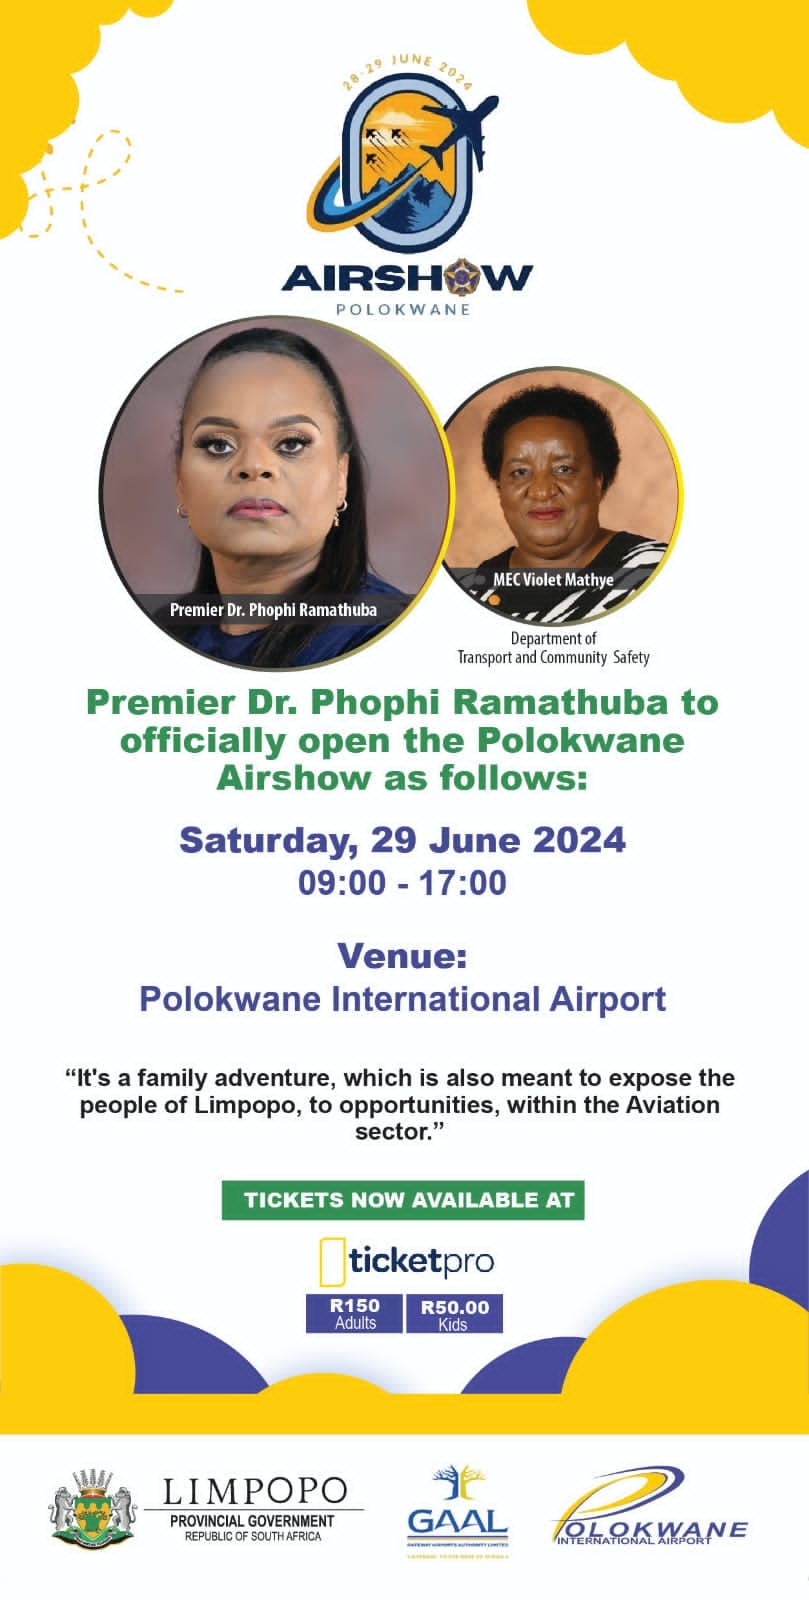 28-29 JUNE 2024
AIRSHOW
POLOKWANE
Premier Dr. Phophi Ramathuba
MEC Violet Mathye
Department of
Transport and Community Safety
Premier Dr. Phophi Ramathuba to
officially open the Polokwane
Airshow as follows:
Saturday, 29 June 2024
09:00 - 17:00
Venue:
Polokwane International Airport
“It's a family adventure, which is also meant to expose the
people of Limpopo, to opportunities, within the Aviation
sector.”
TICKETS NOW AVAILABLE AT
ticketpro
R150 R50.00
Adults Kids
LIMPOPO
PROVINCIAL GOVERNMENT
REPUBLIC OF SOUTH AFRICA
GAAL
GATEWAY AIRPORTS AUTHORITY LIMITED
POLOKWANE
INTERNATIONAL AIRPORT